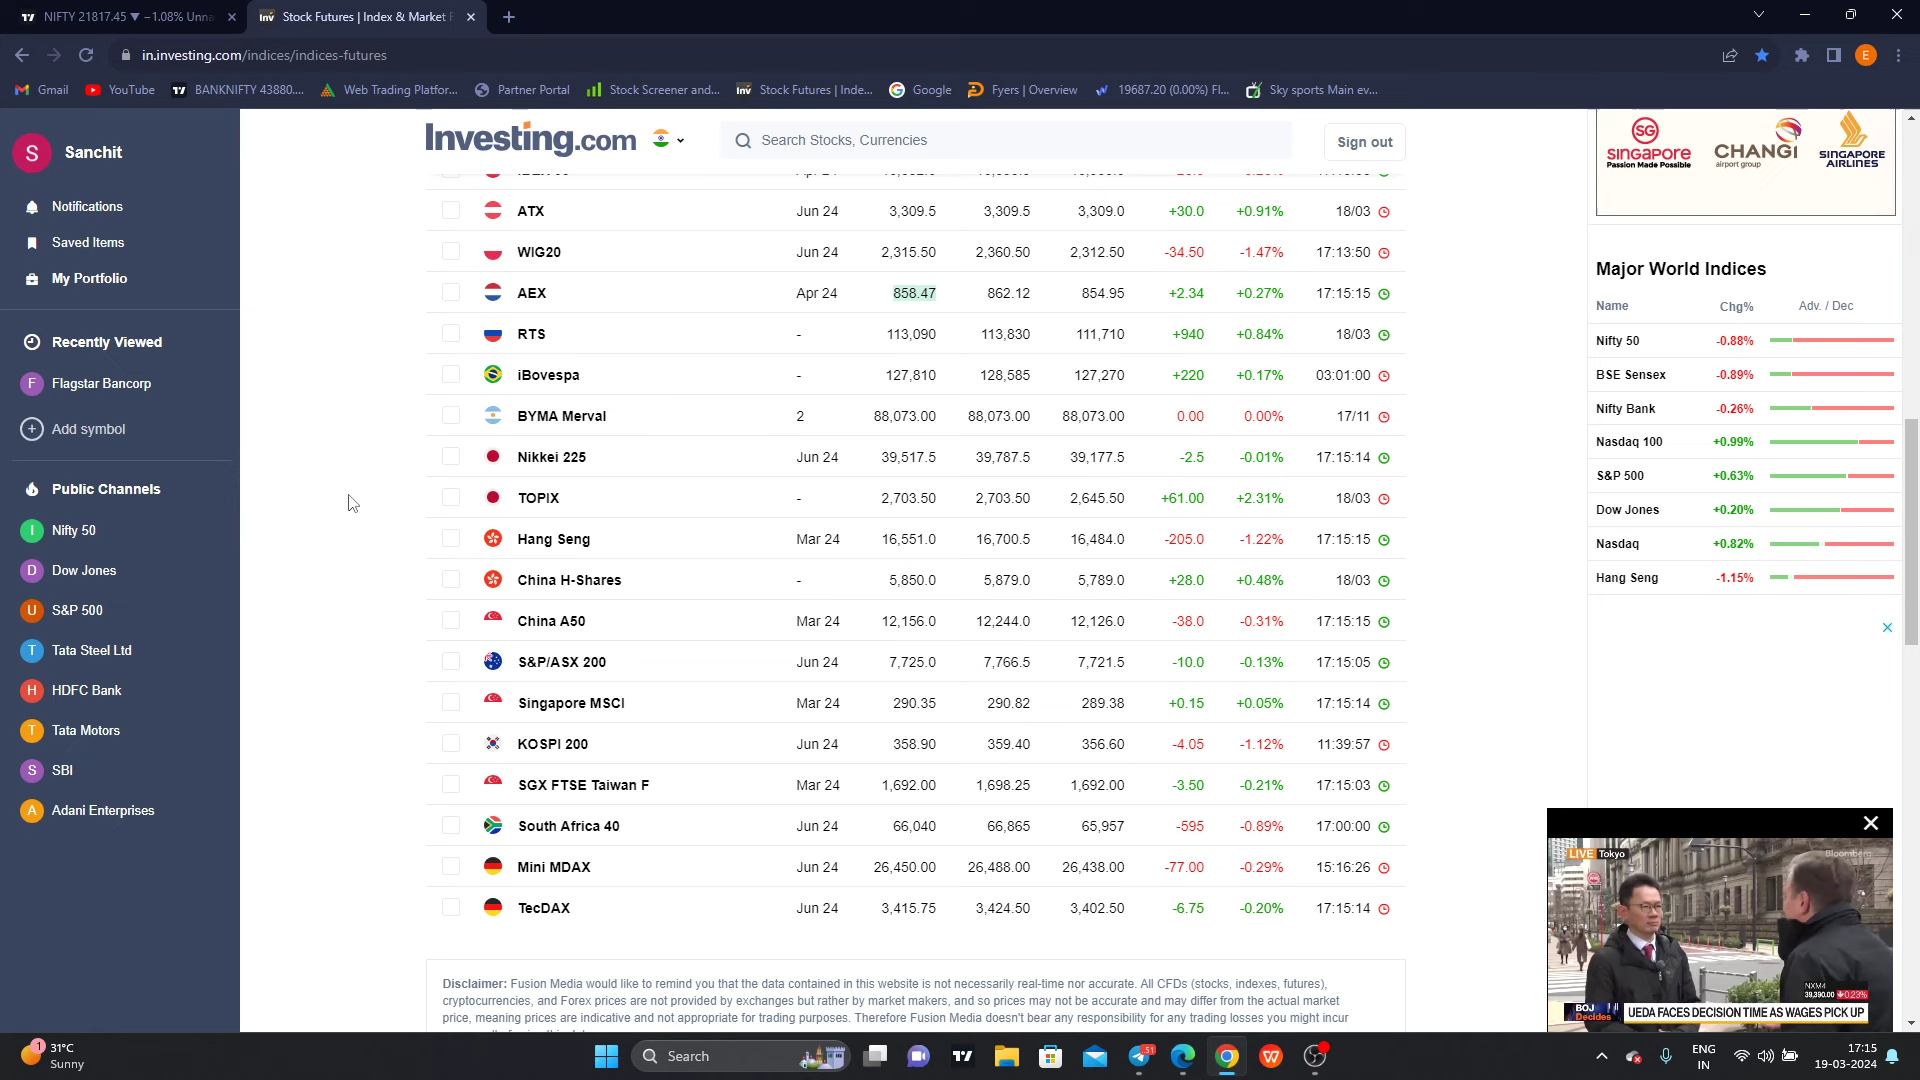 NIFTY 21817.45 ▼ −1.08% Unna
Stock Futures | Index & Market F
in.investing.com/indices/indices-futures
Gmail
YouTube
BANKNIFTY 43880....
Web Trading Platfor...
Partner Portal
Stock Screener and...
Stock Futures | Inde...
Google
Fyers | Overview
19687.20 (0.00%) Fl...
Sky sports Main ev...
S Sanchit
Notifications
Saved Items
My Portfolio
Recently Viewed
F Flagstar Bancorp
Add symbol
Public Channels
I Nifty 50
D Dow Jones
U S&P 500
T Tata Steel Ltd
H HDFC Bank
T Tata Motors
S SBI
A Adani Enterprises
Investing.com
Search Stocks, Currencies
Sign out
ATX Jun 24 3,309.5 3,309.5 3,309.0 +30.0 +0.91% 18/03
WIG20 Jun 24 2,315.50 2,360.50 2,312.50 -34.50 -1.47% 17:13:50
AEX Apr 24 858.47 862.12 854.95 +2.34 +0.27% 17:15:15
RTS - 113,090 113,830 111,710 +940 +0.84% 18/03
iBovespa - 127,810 128,585 127,270 +220 +0.17% 03:01:00
BYMA Merval 2 88,073.00 88,073.00 88,073.00 0.00 0.00% 17/11
Nikkei 225 Jun 24 39,517.5 39,787.5 39,177.5 -2.5 -0.01% 17:15:14
TOPIX - 2,703.50 2,703.50 2,645.50 +61.00 +2.31% 18/03
Hang Seng Mar 24 16,551.0 16,700.5 16,484.0 -205.0 -1.22% 17:15:15
China H-Shares - 5,850.0 5,879.0 5,789.0 +28.0 +0.48% 18/03
China A50 Mar 24 12,156.0 12,244.0 12,126.0 -38.0 -0.31% 17:15:15
S&P/ASX 200 Jun 24 7,725.0 7,766.5 7,721.5 -10.0 -0.13% 17:15:05
Singapore MSCI Mar 24 290.35 290.82 289.38 +0.15 +0.05% 17:15:14
KOSPI 200 Jun 24 358.90 359.40 356.60 -4.05 -1.12% 11:39:57
SGX FTSE Taiwan F Mar 24 1,692.00 1,698.25 1,692.00 -3.50 -0.21% 17:15:03
South Africa 40 Jun 24 66,040 66,865 65,957 -595 -0.89% 17:00:00
Mini MDAX Jun 24 26,450.00 26,488.00 26,438.00 -77.00 -0.29% 15:16:26
TecDAX Jun 24 3,415.75 3,424.50 3,402.50 -6.75 -0.20% 17:15:14
Disclaimer: Fusion Media would like to remind you that the data contained in this website is not necessarily real-time nor accurate. All CFDs (stocks, indexes, futures),
cryptocurrencies, and Forex prices are not provided by exchanges but rather by market makers, and so prices may not be accurate and may differ from the actual market
price, meaning prices are indicative and not appropriate for trading purposes. Therefore Fusion Media doesn't bear any responsibility for any trading losses you might incur
SG
SINGAPORE
Passion Made Possible
CHANGI
airport group
SINGAPORE
AIRLINES
Major World Indices
Name Chg% Adv. / Dec
Nifty 50 -0.88%
BSE Sensex -0.89%
Nifty Bank -0.26%
Nasdaq 100 +0.99%
S&P 500 +0.63%
Dow Jones +0.20%
Nasdaq +0.82%
Hang Seng -1.15%
LIVE Tokyo
Bloomberg
NXM4
39,390.00 0.23%
BOJ
Decides
UEDA FACES DECISION TIME AS WAGES PICK UP
1
31°C
Sunny
Search
51
ENG
IN
17:15
19-03-2024
E